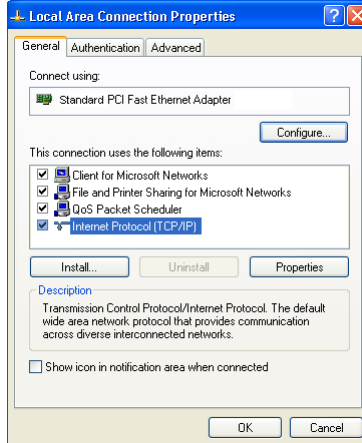 Local Area Connection Properties
General Authentication Advanced
Connect using:
Standard PCI Fast Ethernet Adapter
Configure...
This connection uses the following items:
Client for Microsoft Networks
File and Printer Sharing for Microsoft Networks
QoS Packet Scheduler
Internet Protocol (TCP/IP)
Install... Uninstall Properties
Description
Transmission Control Protocol/Internet Protocol. The default
wide area network protocol that provides communication
across diverse interconnected networks.
Show icon in notification area when connected
OK Cancel